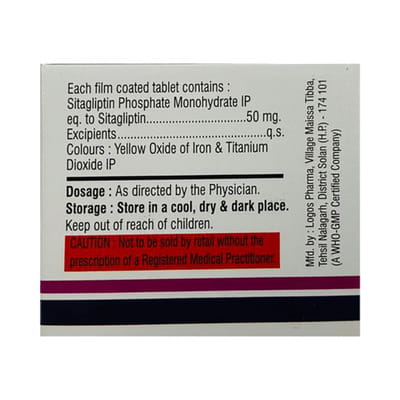 Each film coated tablet contains :
Sitagliptin Phosphate Monohydrate IP
eq. to Sitagliptin..............................50 mg.
Excipients............................................q.s.
Colours : Yellow Oxide of Iron & Titanium
Dioxide IP
Dosage : As directed by the Physician.
Storage : Store in a cool, dry & dark place.
Keep out of reach of children.
CAUTION : Not to be sold by retail without the
prescription of a Registered Medical Practitioner.
Mfd. by : Logos Pharma, Village Maissa Tibba,
Tehsil Nalagarh, District Solan (H.P.) - 174 101
(A WHO-GMP Certified Company)